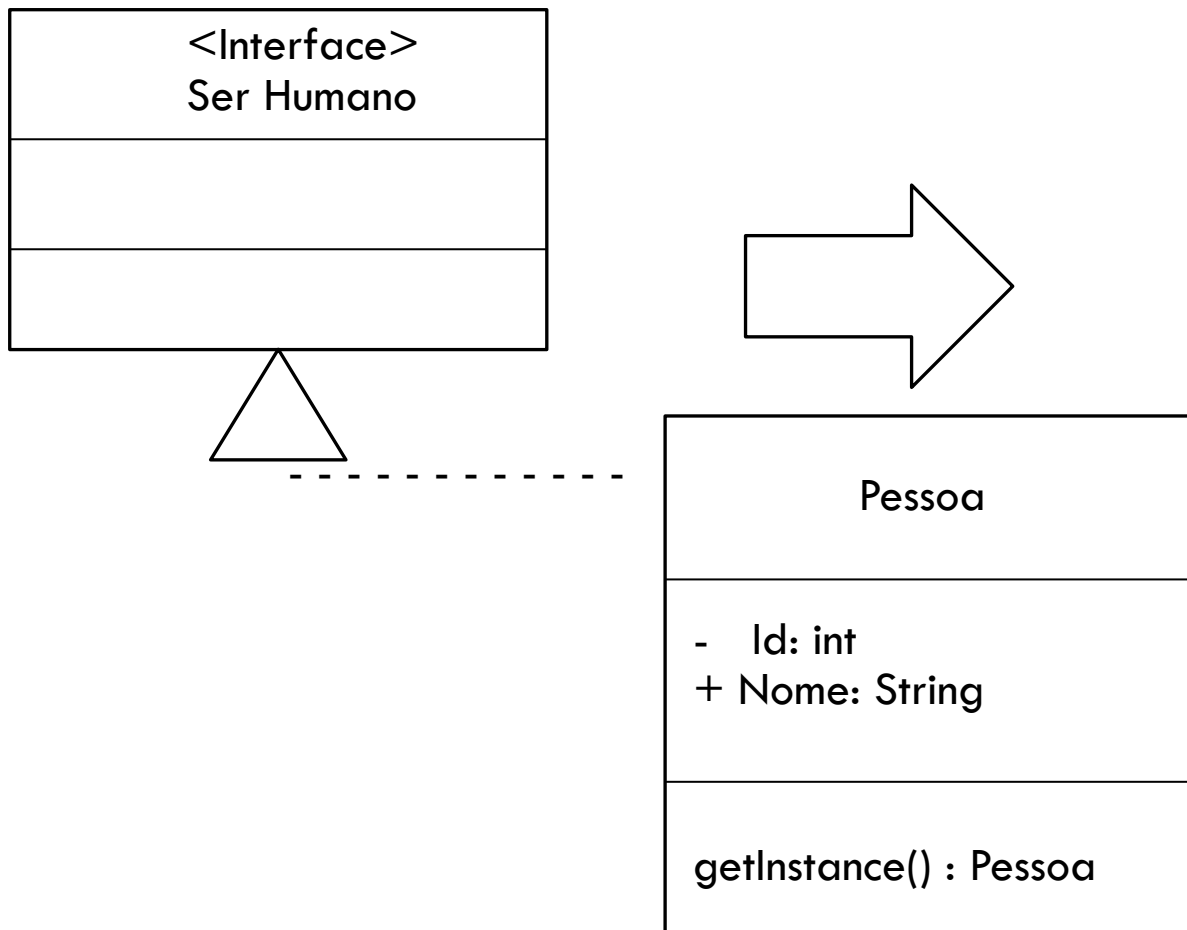 <Interface>
Ser Humano
Pessoa
- Id: int
+ Nome: String
getInstance() : Pessoa